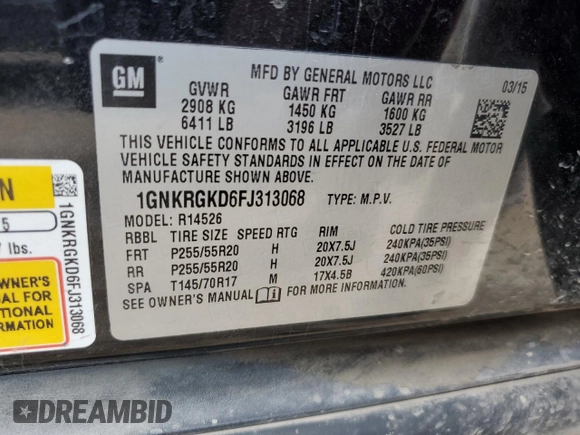 GM
MFD BY GENERAL MOTORS LLC 03/15
GVWR GAWR FRT GAWR RR
2908 KG 1450 KG 1600 KG
6411 LB 3196 LB 3527 LB
THIS VEHICLE CONFORMS TO ALL APPLICABLE U.S. FEDERAL MOTOR
VEHICLE SAFETY STANDARDS IN EFFECT ON THE DATE OF
MANUFACTURE SHOWN ABOVE.
1GNKRGKD6FJ313068 TYPE: M.P.V.
MODEL: R14526
RBBL TIRE SIZE SPEED RTG RIM COLD TIRE PRESSURE
FRT P255/55R20 H 20X7.5J 240KPA(35PSI)
RR P255/55R20 H 20X7.5J 240KPA(35PSI)
SPA T145/70R17 M 17X4.5B 420KPA(60PSI)
SEE OWNER'S MANUAL FOR MORE INFORMATION.
N
5
lbs.
OWNER'S
AL FOR
TIONAL
RMATION
1GNKRGKD6FJ313068
DREAMBID